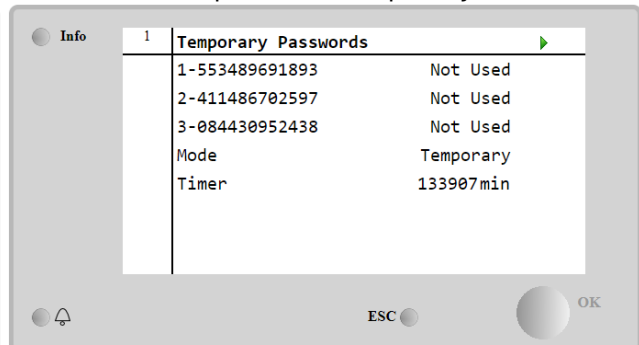 Info
1 Temporary Passwords
1-553489691893 Not Used
2-411486702597 Not Used
3-084430952438 Not Used
Mode Temporary
Timer 133907min
ESC OK